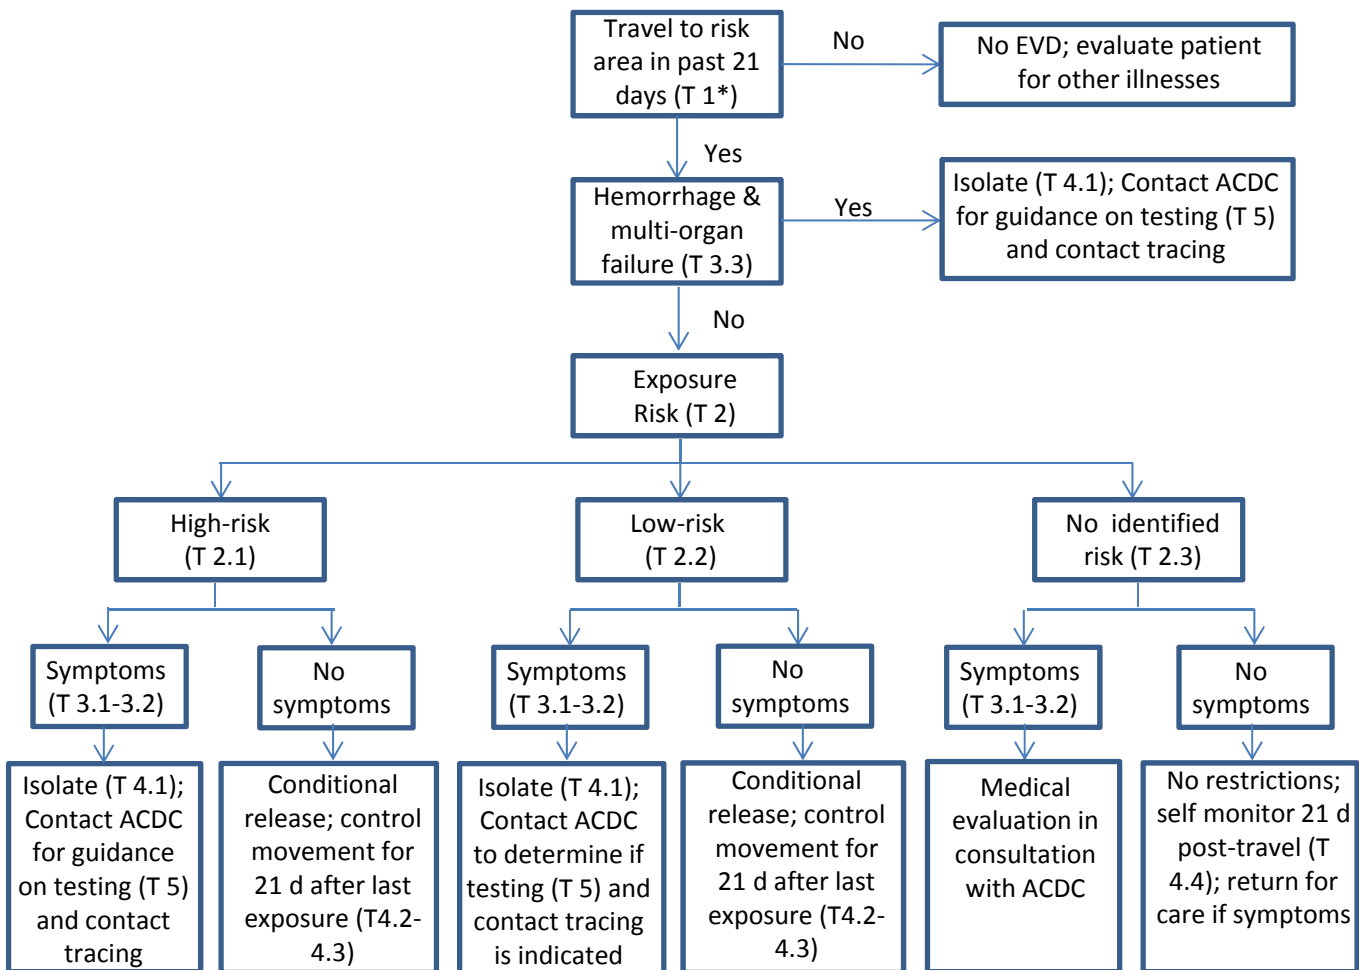 Travel to risk
area in past 21
days (T 1*)
No
No EVD; evaluate patient
for other illnesses
Yes
Hemorrhage &
multi-organ
failure (T 3.3)
Yes
Isolate (T 4.1); Contact ACDC
for guidance on testing (T 5)
and contact tracing
No
Exposure
Risk (T 2)
High-risk
(T 2.1)
Low-risk
(T 2.2)
No identified
risk (T 2.3)
Symptoms
(T 3.1-3.2)
No
symptoms
Symptoms
(T 3.1-3.2)
No
symptoms
Symptoms
(T 3.1-3.2)
No
symptoms
Isolate (T 4.1);
Contact ACDC
for guidance
on testing (T 5)
and contact
tracing
Conditional
release; control
movement for
21 d after last
exposure (T4.2-
4.3)
Isolate (T 4.1);
Contact ACDC
to determine if
testing (T 5) and
contact tracing
is indicated
Conditional
release; control
movement for
21 d after last
exposure (T4.2-
4.3)
Medical
evaluation in
consultation
with ACDC
No restrictions;
self monitor 21 d
post-travel (T
4.4); return for
care if symptoms